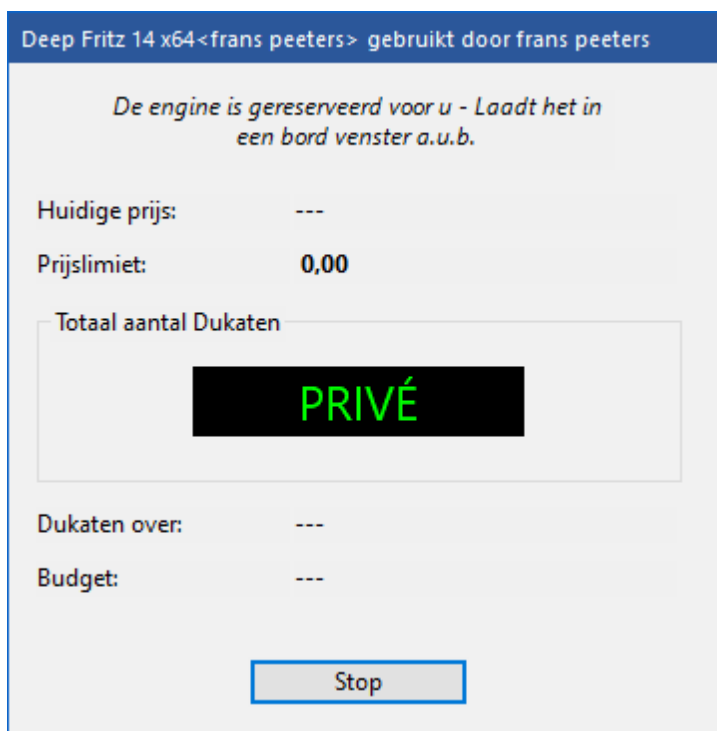 Deep Fritz 14 x64<frans peeters> gebruikt door frans peeters
De engine is gereserveerd voor u - Laadt het in
een bord venster a.u.b.
Huidige prijs: ---
Prijslimiet: 0,00
Totaal aantal Dukaten
PRIVÉ
Dukaten over: ---
Budget: ---
Stop